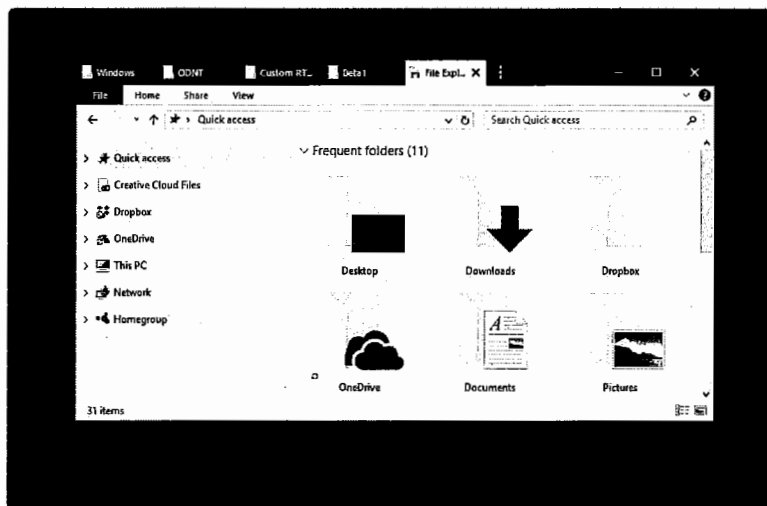 Windows ODNT Custom RT... Deta1 File Expl...
File Home Share View
Quick access Search Quick access
Quick access
Frequent folders (11)
Creative Cloud Files
Dropbox
OneDrive
This PC
Network
Homegroup
Desktop Downloads Dropbox
OneDrive Documents Pictures
31 items